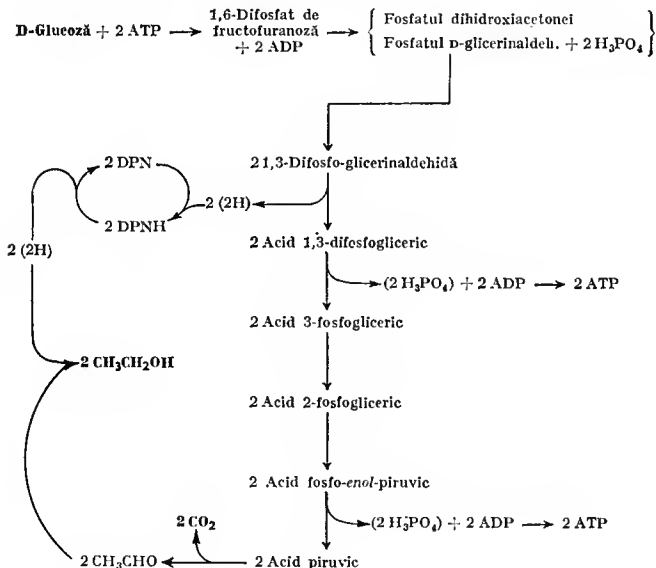 D-Glucoză + 2 ATP ⟶ 1,6-Difosfat de fructofuranoză + 2 ADP ⟶ { Fosfatul dihidroxiacetonei
Fosfatul D-glicerinaldeh. + 2 H₃PO₄ }
2 1,3-Difosfo-glicerinaldehidă
2 DPN
2 (2H)
2 DPNH
2 (2H)
2 Acid 1,3-difosfogliceric
(2 H₃PO₄) + 2 ADP ⟶ 2 ATP
2 Acid 3-fosfogliceric
2 CH₃CH₂OH
2 Acid 2-fosfogliceric
2 Acid fosfo-enol-piruvic
2 CO₂
(2 H₃PO₄) + 2 ADP ⟶ 2 ATP
2 CH₃CHO ⟵ 2 Acid piruvic